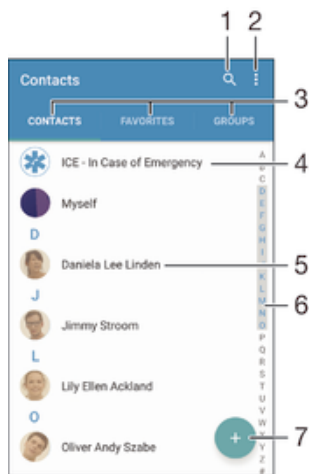 1 2
Contacts
3
CONTACTS FAVORITES GROUPS
ICE - In Case of Emergency
4
Myself
D
Daniela Lee Linden
5
J
Jimmy Stroom
L
Lily Ellen Ackland
O
Oliver Andy Szabe
6
7
A
C
D
E
F
G
H
I
K
L
M
N
O
P
Q
R
S
T
U
V
W
Y
Z
#